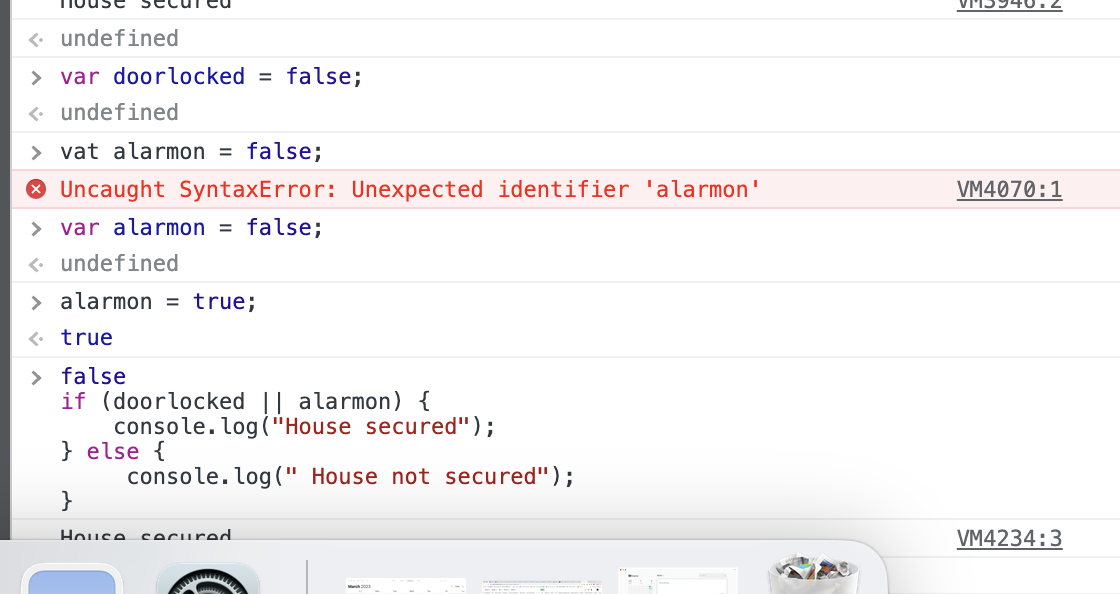 House secured
VM3946:2
undefined
var doorlocked = false;
undefined
vat alarmon = false;
Uncaught SyntaxError: Unexpected identifier 'alarmon'
VM4070:1
var alarmon = false;
undefined
alarmon = true;
true
false
if (doorlocked || alarmon) {
    console.log("House secured");
} else {
     console.log(" House not secured");
}
House secured
VM4234:3
March 2023